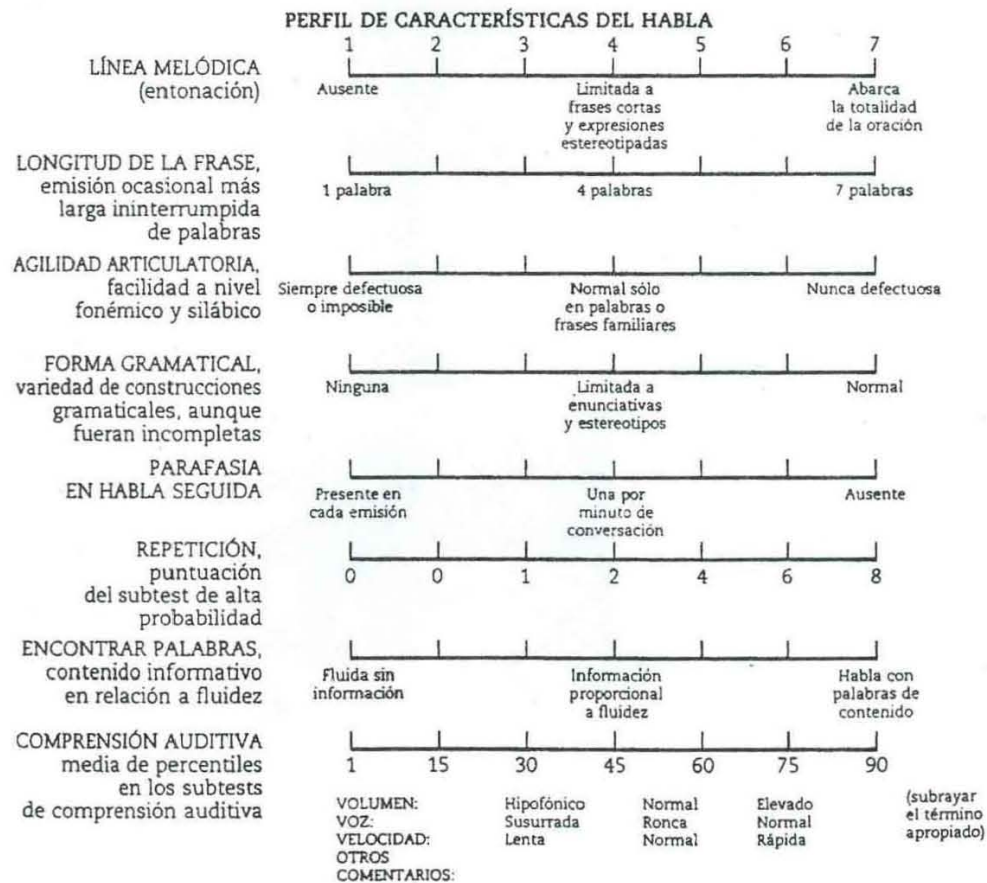 PERFIL DE CARACTERÍSTICAS DEL HABLA
1 2 3 4 5 6 7
LÍNEA MELÓDICA
(entonación)
Ausente
Limitada a
frases cortas
y expresiones
estereotipadas
Abarca
la totalidad
de la oración
LONGITUD DE LA FRASE,
emisión ocasional más
larga ininterrumpida
de palabras
1 palabra 4 palabras 7 palabras
AGILIDAD ARTICULATORIA,
facilidad a nivel
fonémico y silábico
Siempre defectuosa
o imposible
Normal sólo
en palabras o
frases familiares
Nunca defectuosa
FORMA GRAMATICAL,
variedad de construcciones
gramaticales, aunque
fueran incompletas
Ninguna
Limitada a
enunciativas
y estereotipos
Normal
PARAFASIA
EN HABLA SEGUIDA
Presente en
cada emisión
Una por
minuto de
conversación
Ausente
REPETICIÓN,
puntuación
del subtest de alta
probabilidad
0 0 1 2 4 6 8
ENCONTRAR PALABRAS,
contenido informativo
en relación a fluidez
Fluida sin
información
Información
proporcional
a fluidez
Habla con
palabras de
contenido
COMPRENSIÓN AUDITIVA
media de percentiles
en los subtests
de comprensión auditiva
1 15 30 45 60 75 90
VOLUMEN: Hipofónico Normal Elevado
VOZ: Susurrada Ronca Normal
VELOCIDAD: Lenta Normal Rápida
OTROS
COMENTARIOS:
(subrayar
el término
apropiado)